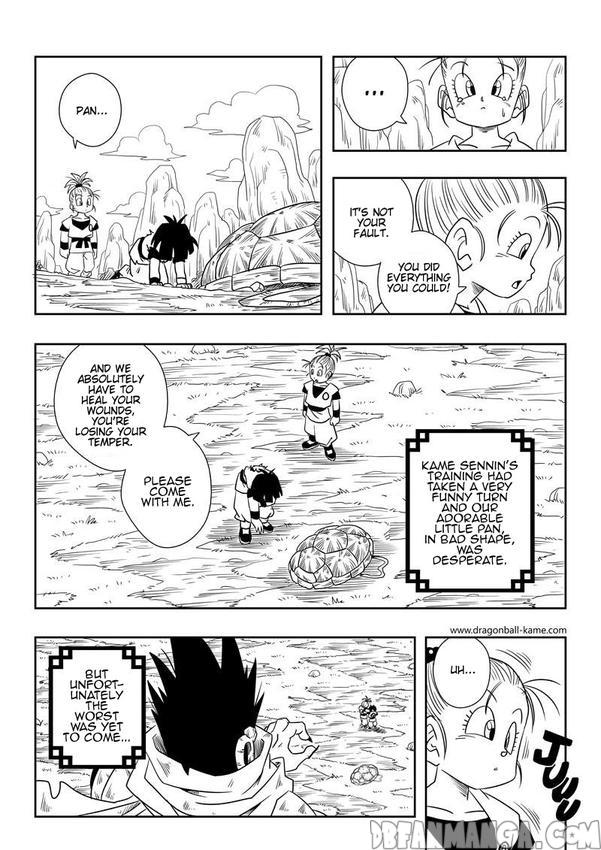 PAN...
...
IT'S NOT
YOUR
FAULT.
YOU DID
EVERYTHING
YOU COULD!
AND WE
ABSOLUTELY
HAVE TO
HEAL YOUR
WOUNDS,
YOU'RE
LOSING YOUR
TEMPER.
PLEASE
COME
WITH ME.
KAME SENNIN'S
TRAINING HAD
TAKEN A VERY
FUNNY TURN
AND OUR
ADORABLE
LITTLE PAN,
IN BAD SHAPE,
WAS
DESPERATE.
www.dragonball-kame.com
BUT
UNFORT-
UNATELY
THE
WORST
WAS YET
TO COME...
UH...
DBFANMANGA.COM